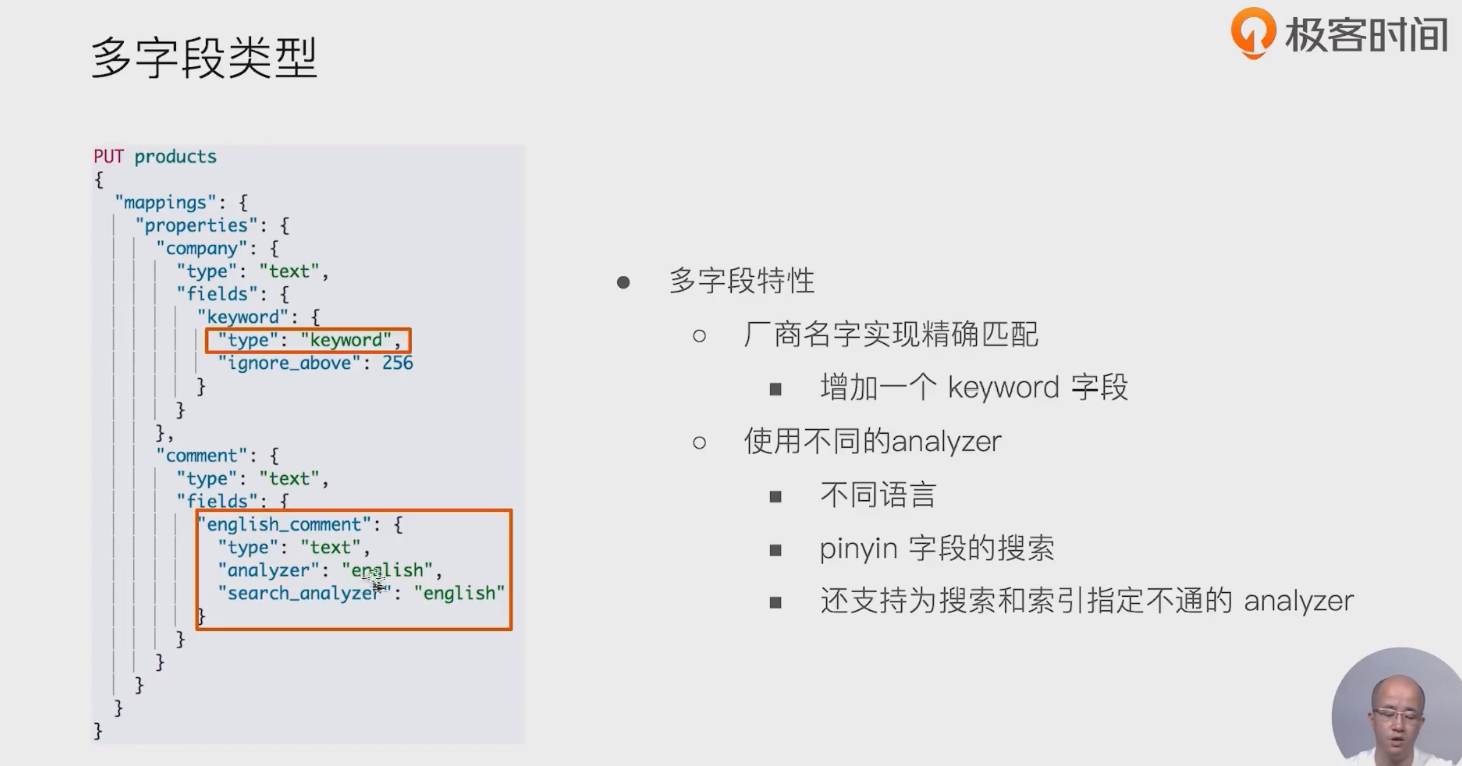 多字段类型
极客时间
PUT products
{
"mappings": {
"properties": {
"company": {
"type": "text",
"fields": {
"keyword": {
"type": "keyword",
"ignore_above": 256
}
}
},
"comment": {
"type": "text",
"fields": {
"english_comment": {
"type": "text",
"analyzer": "english",
"search_analyzer": "english"
}
}
}
}
}
}
多字段特性
厂商名字实现精确匹配
增加一个 keyword 字段
使用不同的analyzer
不同语言
pinyin 字段的搜索
还支持为搜索和索引指定不通的 analyzer